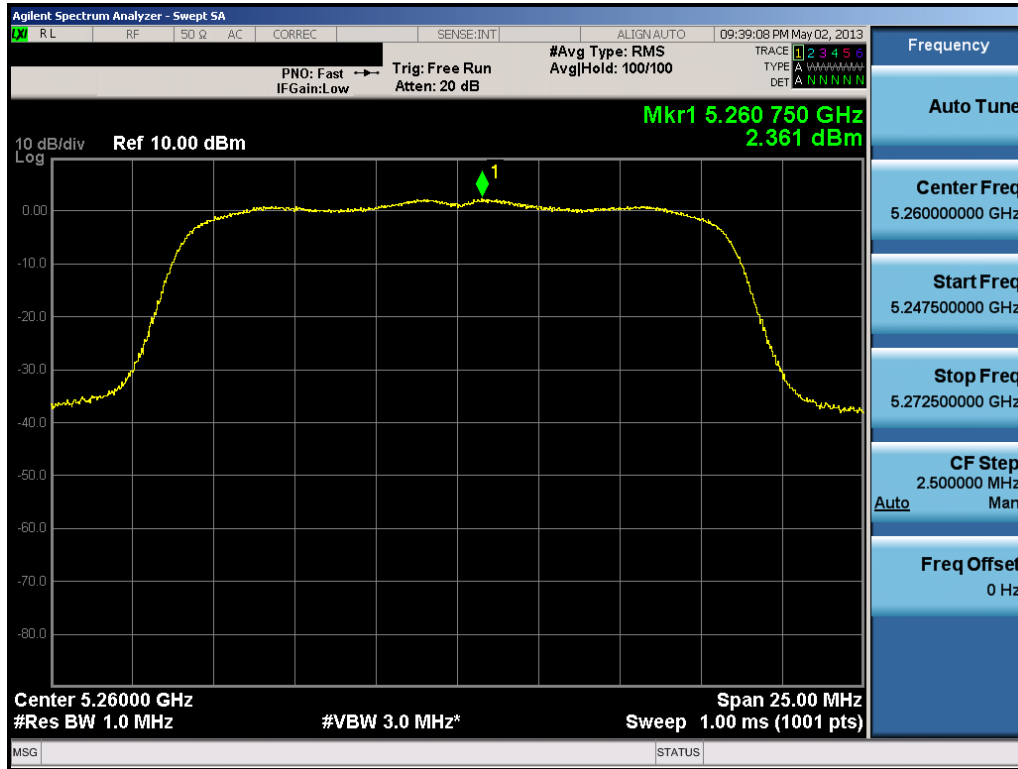 Agilent Spectrum Analyzer - Swept SA
LXI RL RF 50 Ω AC CORREC SENSE:INT ALIGN AUTO 09:39:08 PM May 02, 2013
Frequency
PNO: Fast
IFGain:Low
Trig: Free Run
Atten: 20 dB
#Avg Type: RMS
Avg|Hold: 100/100
TRACE 1 2 3 4 5 6
TYPE A WWWWW
DET A N N N N N
Auto Tune
Mkr1 5.260 750 GHz
2.361 dBm
10 dB/div Ref 10.00 dBm
Log
1
0.00
-10.0
-20.0
-30.0
-40.0
-50.0
-60.0
-70.0
-80.0
Center Freq
5.260000000 GHz
Start Freq
5.247500000 GHz
Stop Freq
5.272500000 GHz
CF Step
2.500000 MHz
Auto Man
Freq Offset
0 Hz
Center 5.26000 GHz Span 25.00 MHz
#Res BW 1.0 MHz #VBW 3.0 MHz* Sweep 1.00 ms (1001 pts)
MSG STATUS